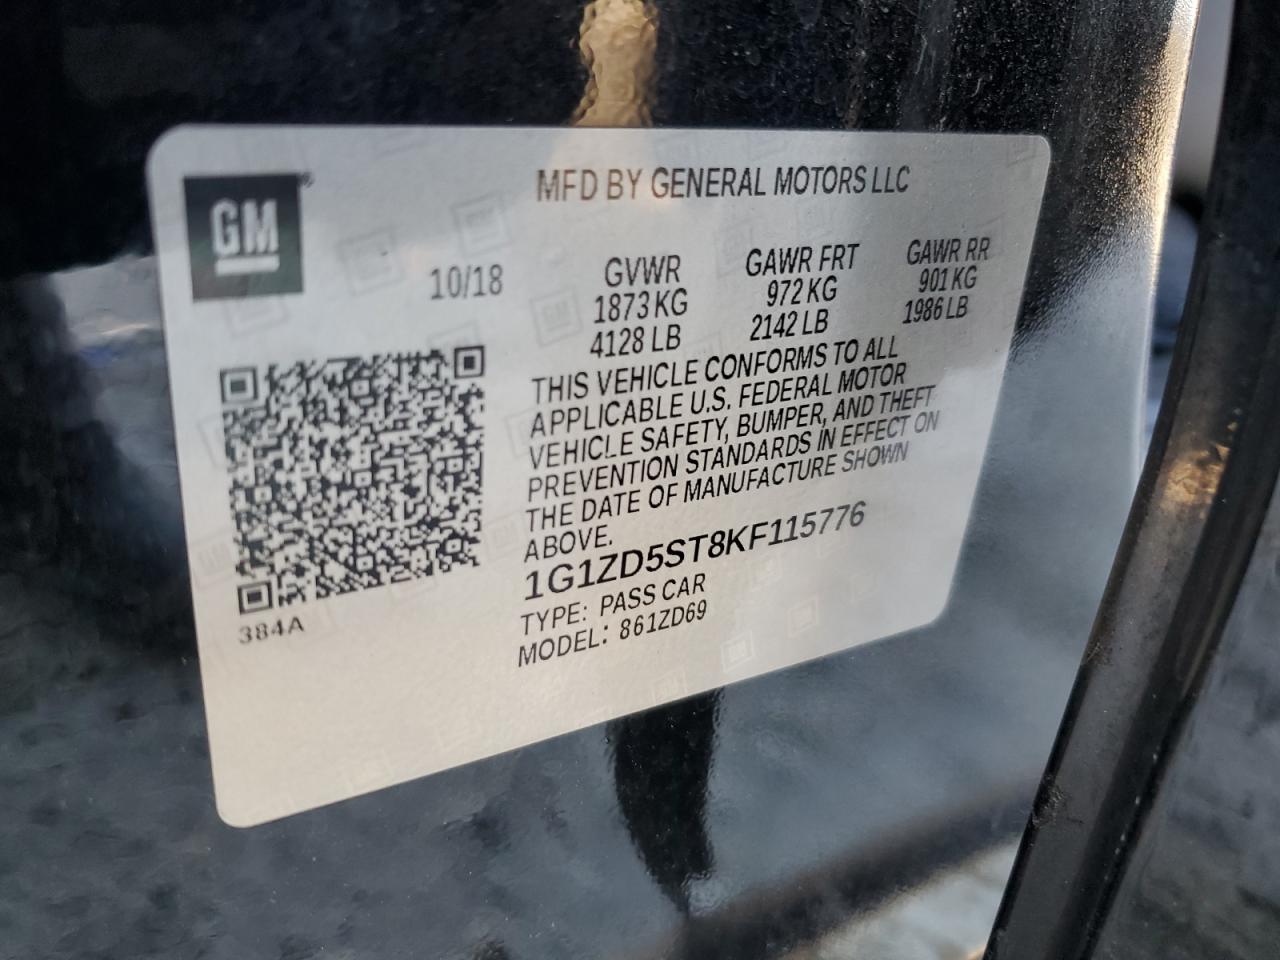 GM
MFD BY GENERAL MOTORS LLC
10/18
GVWR
1873 KG
4128 LB
GAWR FRT
972 KG
2142 LB
GAWR RR
901 KG
1986 LB
THIS VEHICLE CONFORMS TO ALL
APPLICABLE U.S. FEDERAL MOTOR
VEHICLE SAFETY, BUMPER, AND THEFT
PREVENTION STANDARDS IN EFFECT ON
THE DATE OF MANUFACTURE SHOWN
ABOVE.
1G1ZD5ST8KF115776
TYPE: PASS CAR
MODEL: 861ZD69
384A